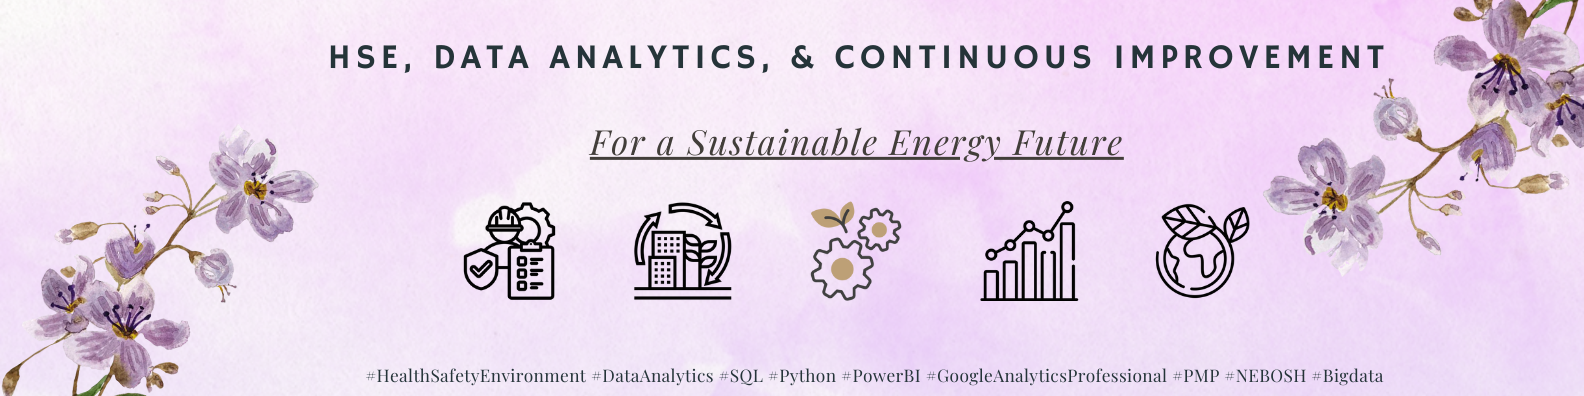 HSE, DATA ANALYTICS, & CONTINUOUS IMPROVEMENT
For a Sustainable Energy Future
#HealthSafetyEnvironment #DataAnalytics #SQL #Python #PowerBI #GoogleAnalyticsProfessional #PMP #NEBOSH #Bigdata